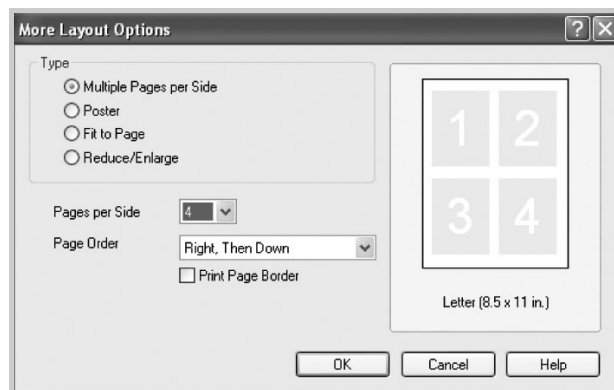 More Layout Options
Type
Multiple Pages per Side
Poster
Fit to Page
Reduce/Enlarge
Pages per Side 4
Page Order Right, Then Down
Print Page Border
1 2
3 4
Letter (8.5 x 11 in.)
OK Cancel Help